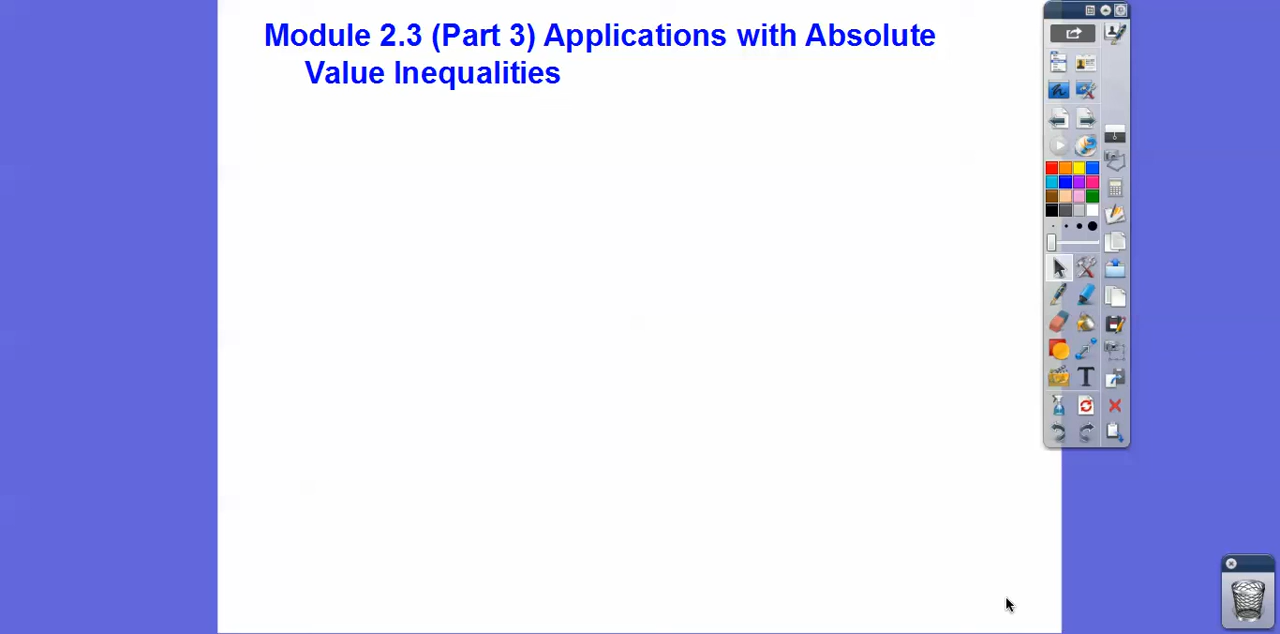 Module 2.3 (Part 3) Applications with Absolute
Value Inequalities
T